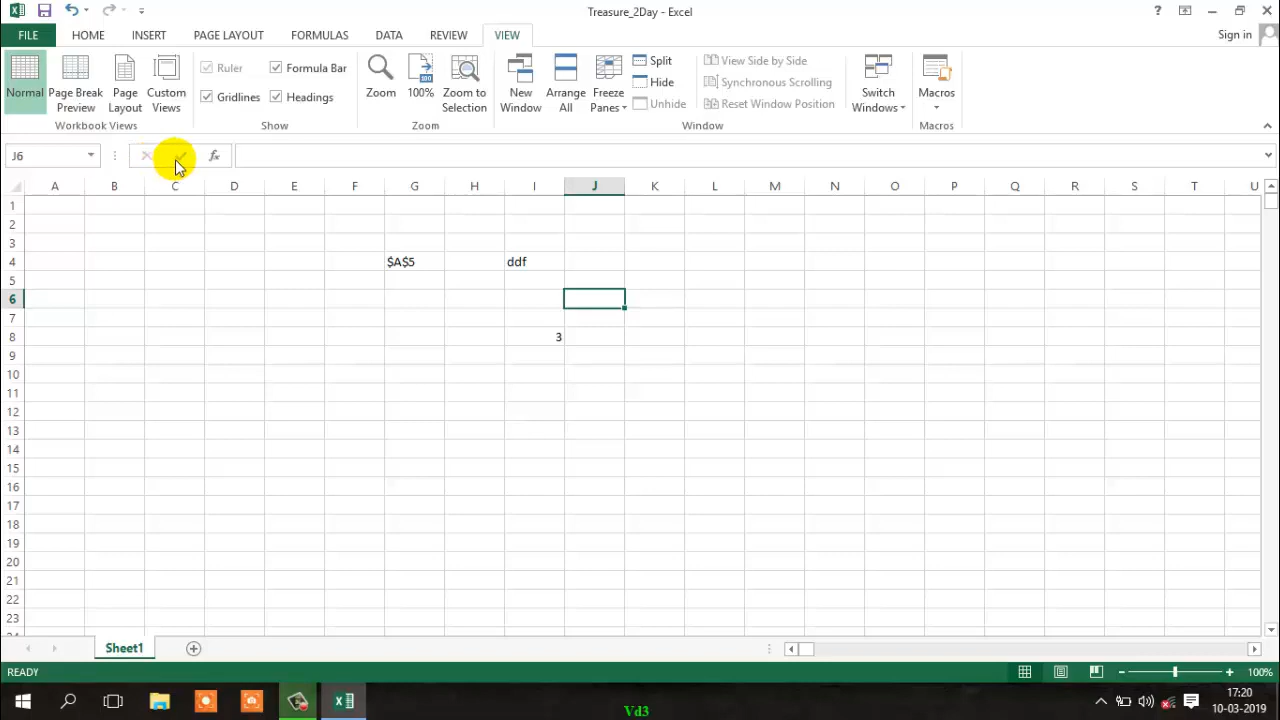 Treasure_2Day - Excel
?
FILE HOME INSERT PAGE LAYOUT FORMULAS DATA REVIEW VIEW Sign in
Normal Page Break Preview Page Layout Custom Views
Workbook Views
Ruler Formula Bar
Gridlines Headings
Show
Zoom 100% Zoom to Selection
100
Zoom
New Window Arrange All Freeze Panes
Split
Hide
Unhide
View Side by Side
Synchronous Scrolling
Reset Window Position
Switch Windows
Window
Macros
Macros
J6 fx
A B C D E F G H I J K L M N O P Q R S T U
1
2
3
4 $A$5 ddf
5
6
7
8 3
9
10
11
12
13
14
15
16
17
18
19
20
21
22
23
24
Sheet1
READY 100%
17:20
10-03-2019
Vd3